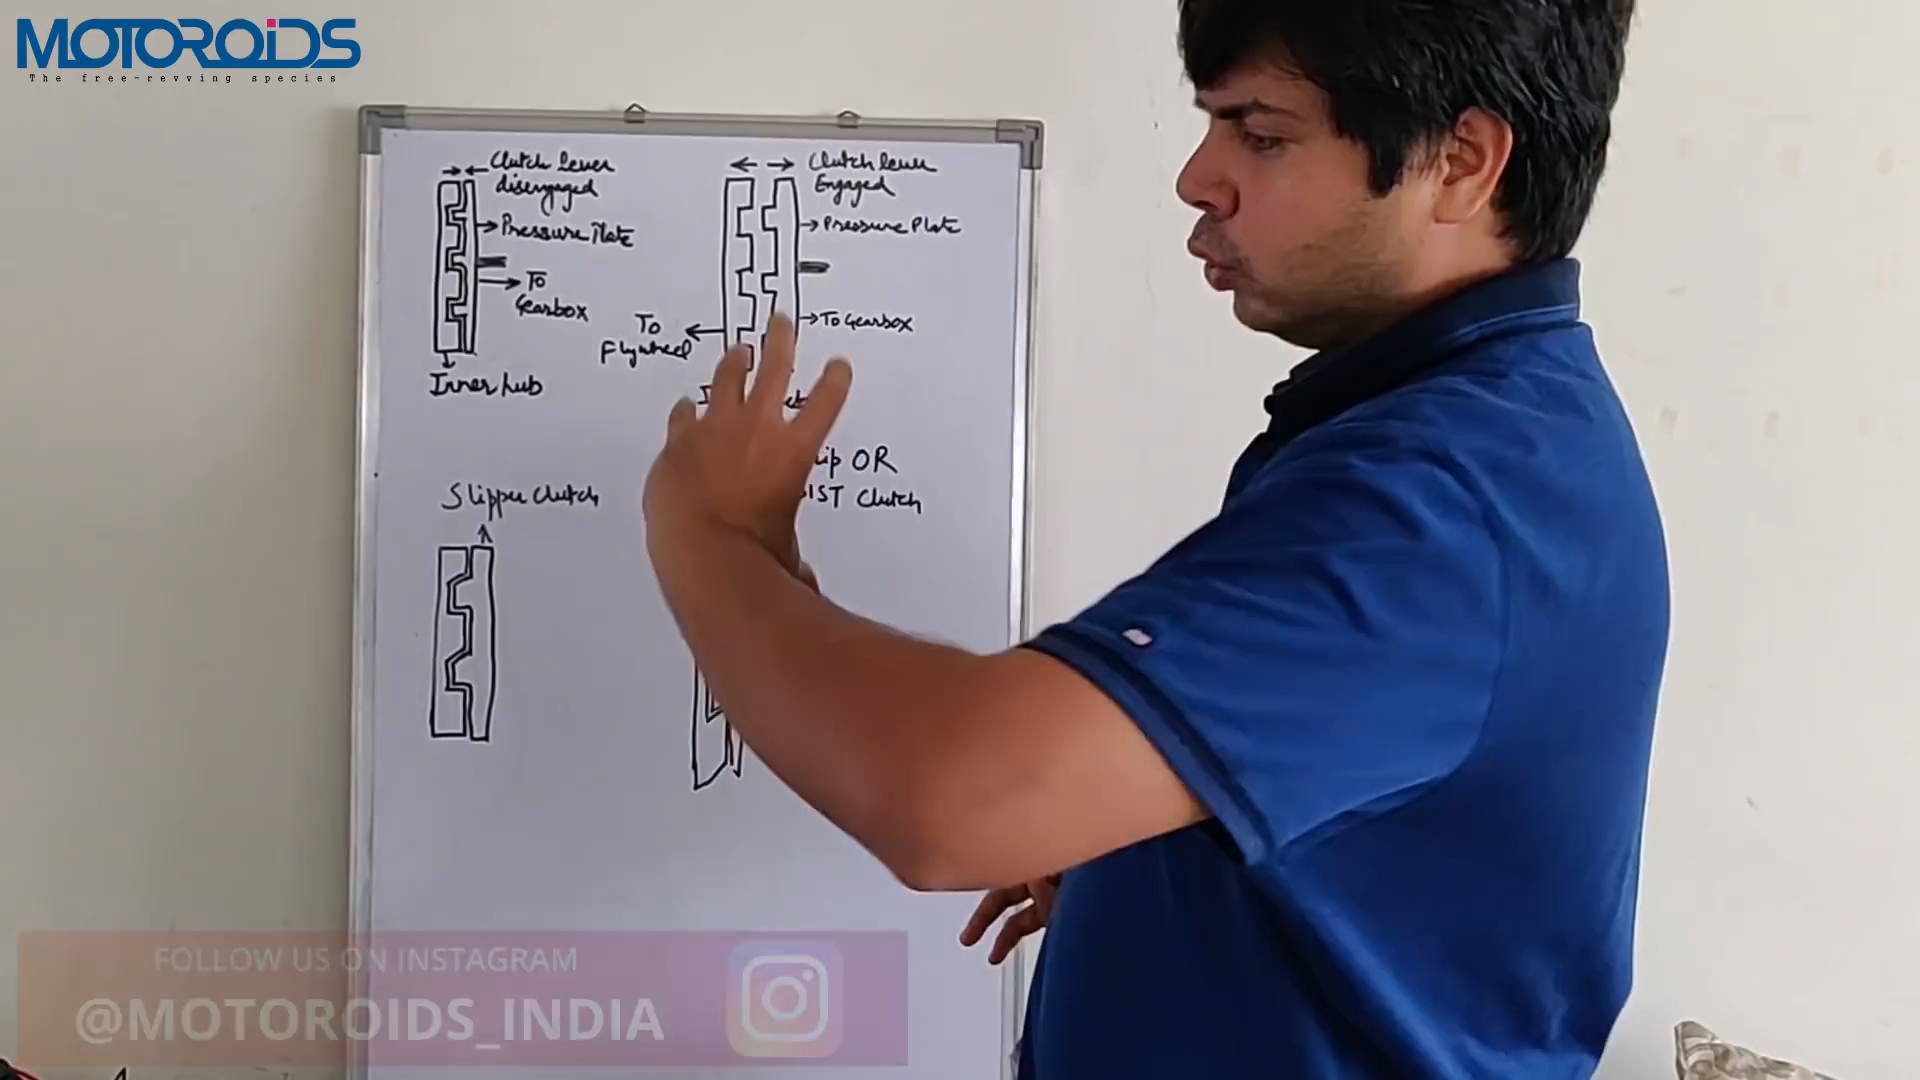 MOTOROiDS
The free-revving species
Clutch lever
disengaged
Pressure Plate
To
Gearbox
Inner hub
Clutch lever
Engaged
Pressure Plate
To Gearbox
To
Flywheel
Slipper Clutch
OR
Clutch
FOLLOW US ON INSTAGRAM
@MOTOROIDS_INDIA